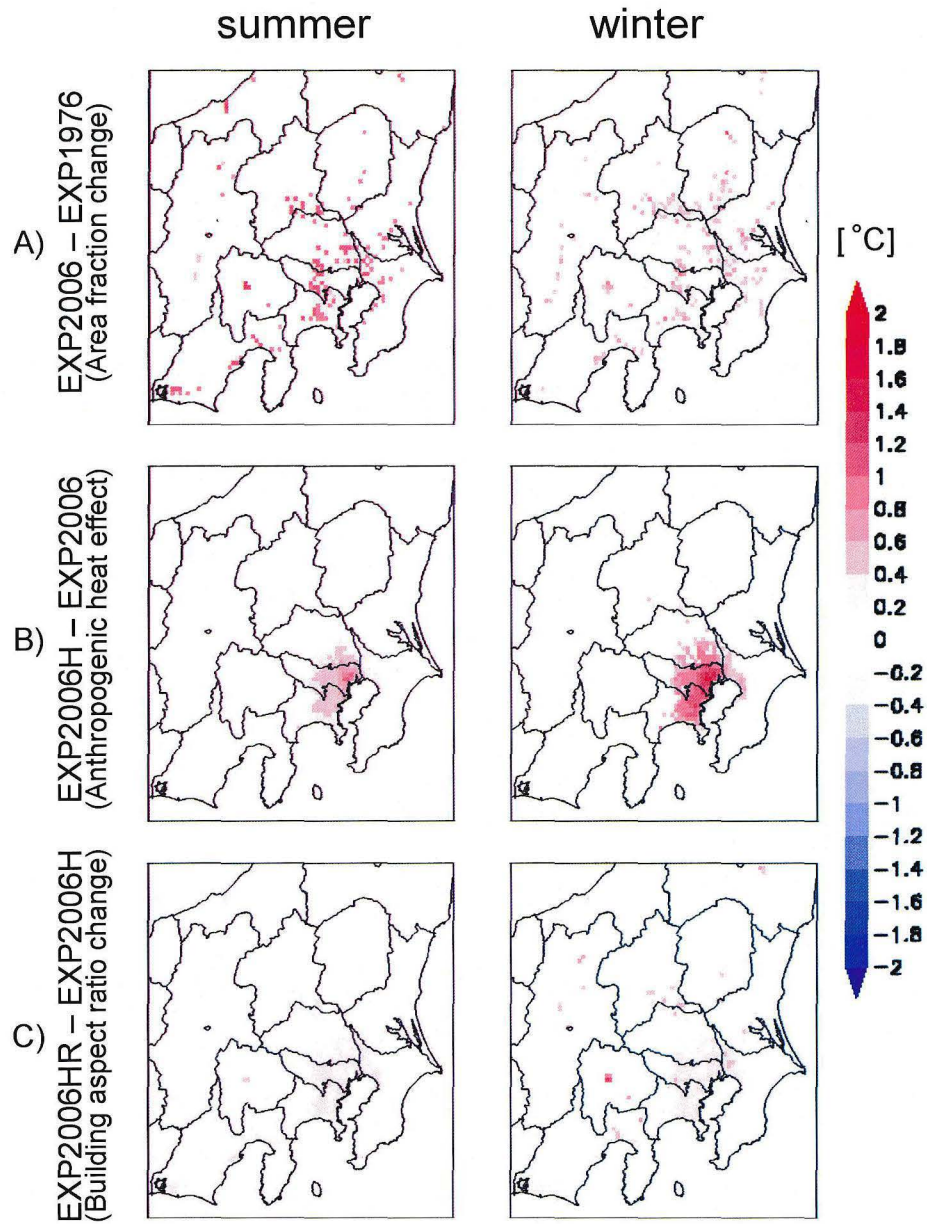 summer
winter
A)
EXP2006 – EXP1976
(Area fraction change)
[°C]
2
1.8
1.6
1.4
1.2
1
0.8
0.6
0.4
0.2
0
−0.2
−0.4
−0.6
−0.8
−1
−1.2
−1.4
−1.6
−1.8
−2
B)
EXP2006H – EXP2006
(Anthropogenic heat effect)
C)
EXP2006HR – EXP2006H
(Building aspect ratio change)